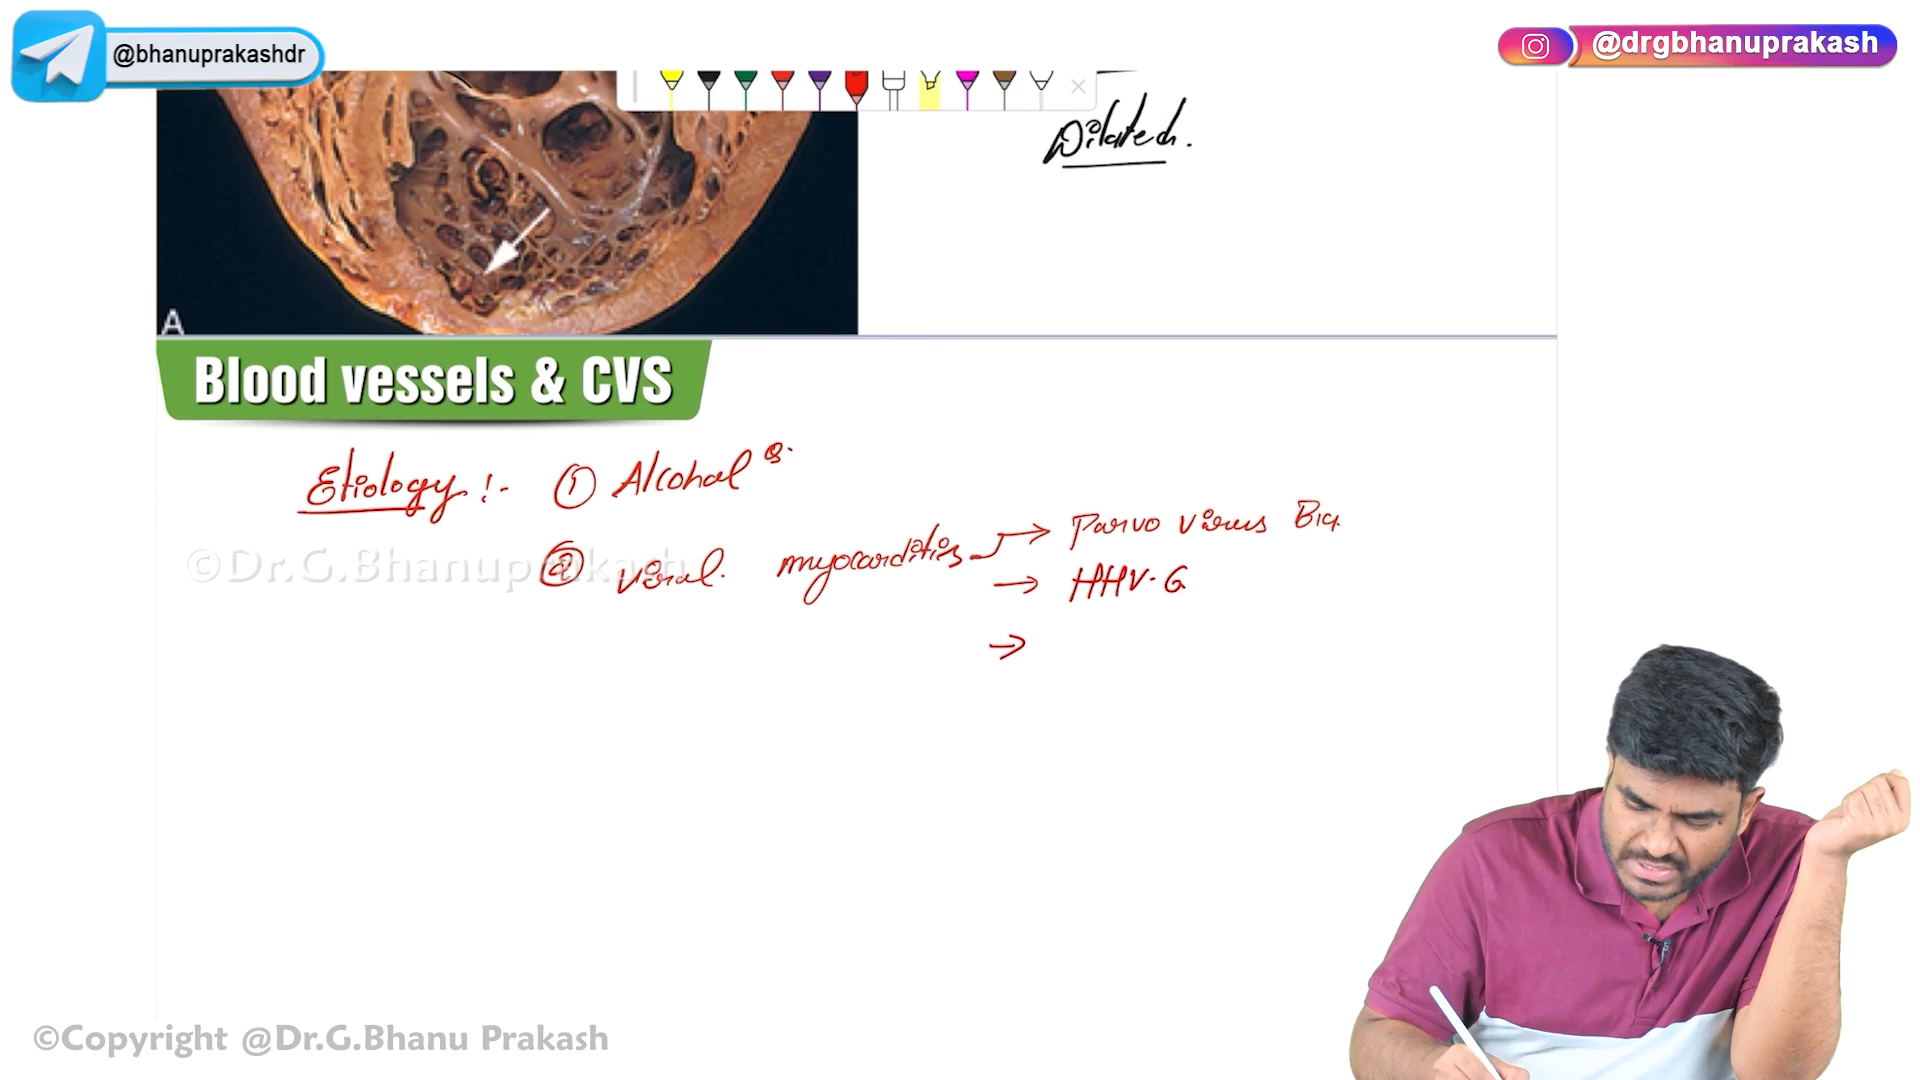 @bhanuprakashdr
@drgbhanuprakash
Dilated.
A
Blood vessels & CVS
Etiology :- ① Alcohol
② Viral. myocarditis → Parvo virus B19.
©Dr.G.Bhanuprakash
→ HHV-6
→
©Copyright @Dr.G.Bhanu Prakash